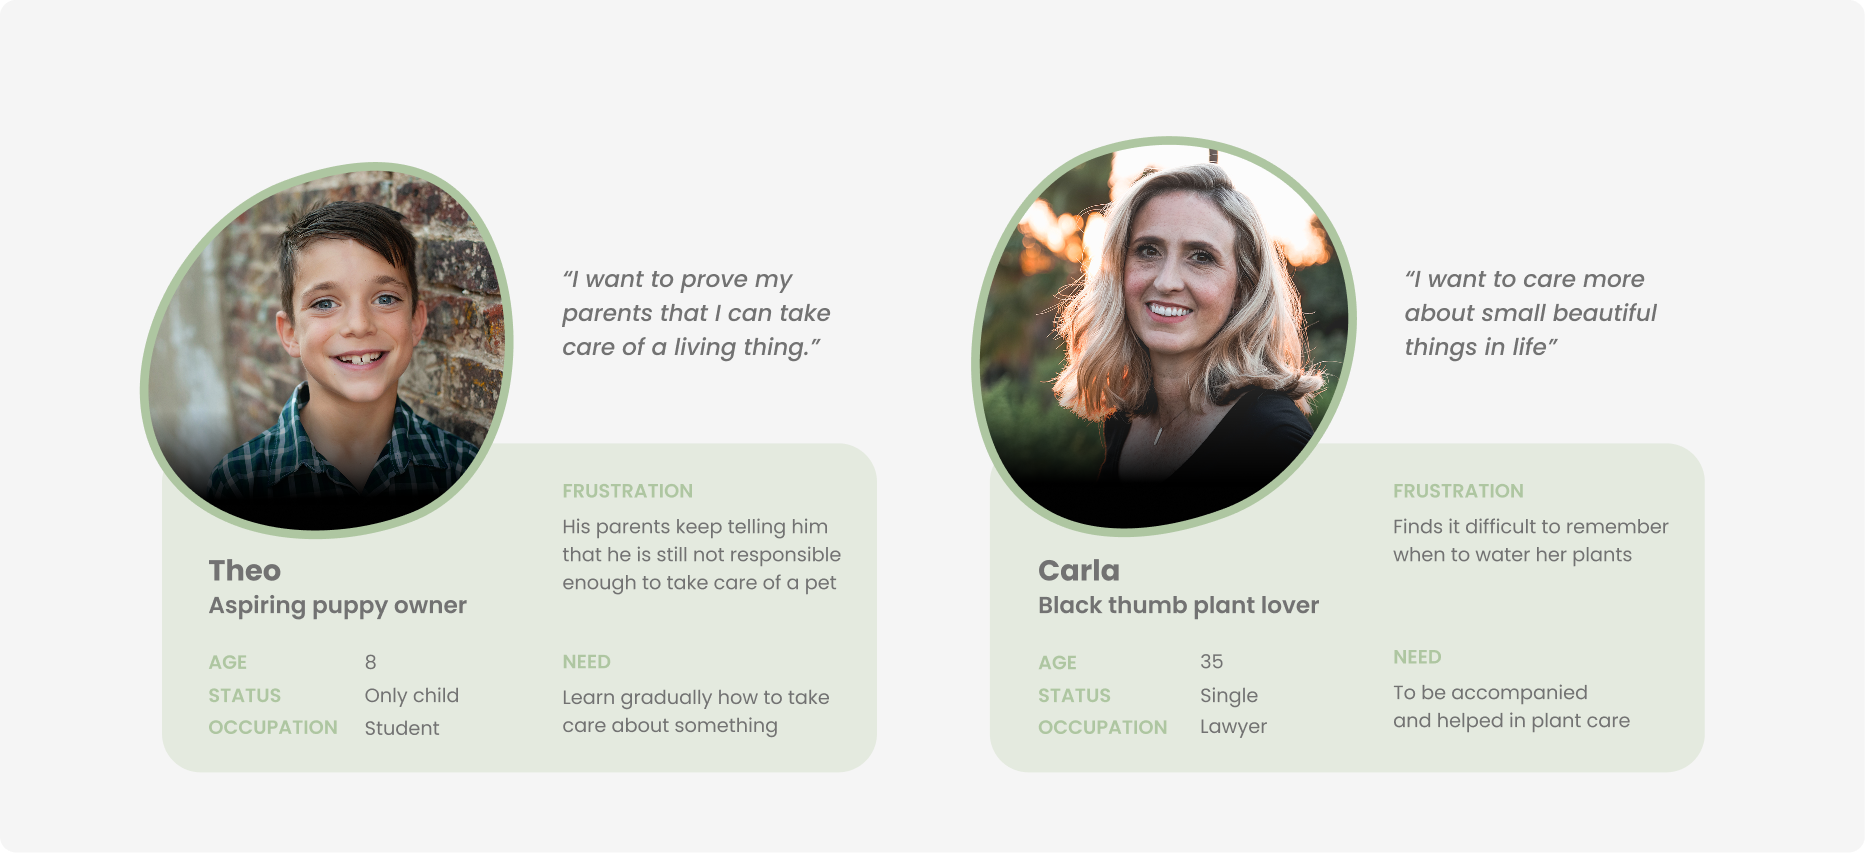 “I want to prove my
parents that I can take
care of a living thing.”
FRUSTRATION
His parents keep telling him
that he is still not responsible
enough to take care of a pet
Theo
Aspiring puppy owner
AGE 8
STATUS Only child
OCCUPATION Student
NEED
Learn gradually how to take
care about something
“I want to care more
about small beautiful
things in life”
FRUSTRATION
Finds it difficult to remember
when to water her plants
Carla
Black thumb plant lover
AGE 35
STATUS Single
OCCUPATION Lawyer
NEED
To be accompanied
and helped in plant care